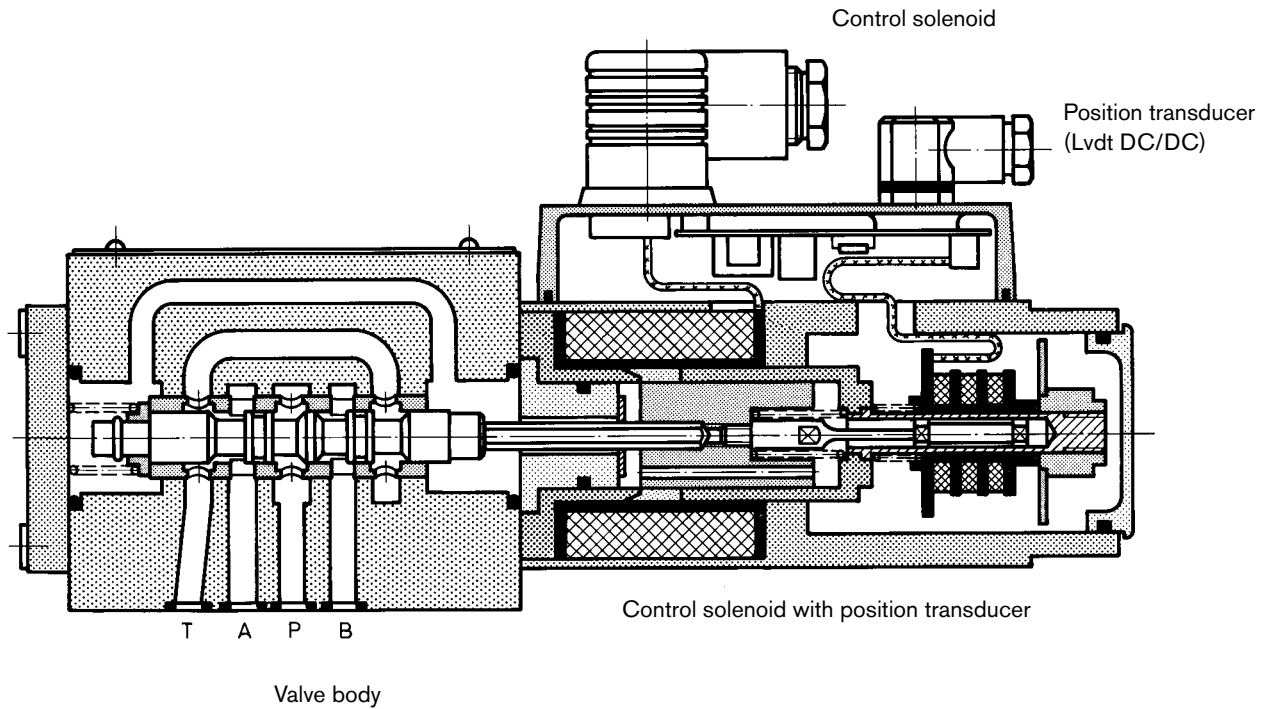 Control solenoid
Position transducer
(Lvdt DC/DC)
Control solenoid with position transducer
T A P B
Valve body